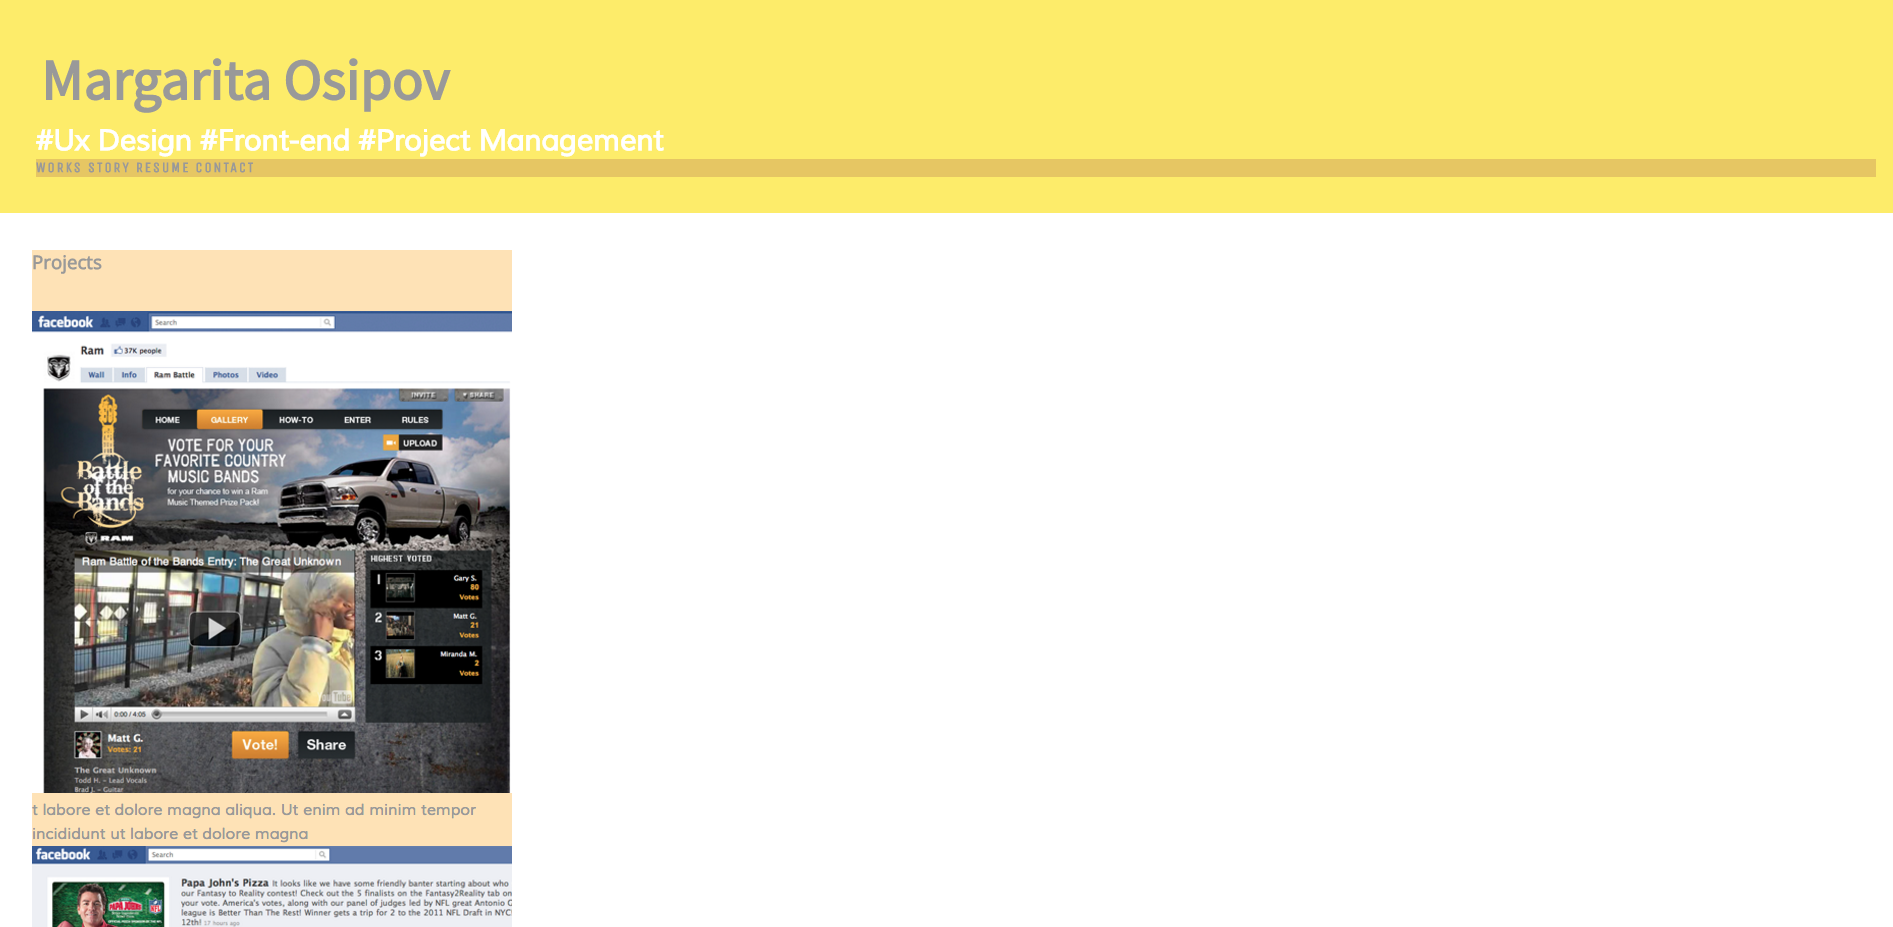 Margarita Osipov
#Ux Design #Front-end #Project Management
WORKS STORY RESUME CONTACT
Projects
facebook Search
Ram 37K people
Wall Info Ram Battle Photos Video
INVITE SHARE
HOME GALLERY HOW-TO ENTER RULES
UPLOAD
VOTE FOR YOUR
FAVORITE COUNTRY
MUSIC BANDS
for your chance to win a Ram
Music Themed Prize Pack!
Battle
of the
Bands
RAM
Ram Battle of the Bands Entry: The Great Unknown
HIGHEST VOTED
1 Gary S.
80
Votes
2 Matt G.
21
Votes
3 Miranda M.
2
Votes
You Tube
0:00 / 4:05
Matt G.
Votes: 21
Vote! Share
The Great Unknown
Todd H. – Lead Vocals
Brad J. – Guitar
t labore et dolore magna aliqua. Ut enim ad minim tempor
incididunt ut labore et dolore magna
facebook Search
Papa John's Pizza It looks like we have some friendly banter starting about who
our Fantasy to Reality contest! Check out the 5 finalists on the Fantasy2Reality tab on
your vote. America's votes, along with our panel of judges led by NFL great Antonio
league is Better Than The Rest! Winner gets a trip for 2 to the 2011 NFL Draft in NYC
12th! 17 hours ago
PAPA JOHNS
NFL